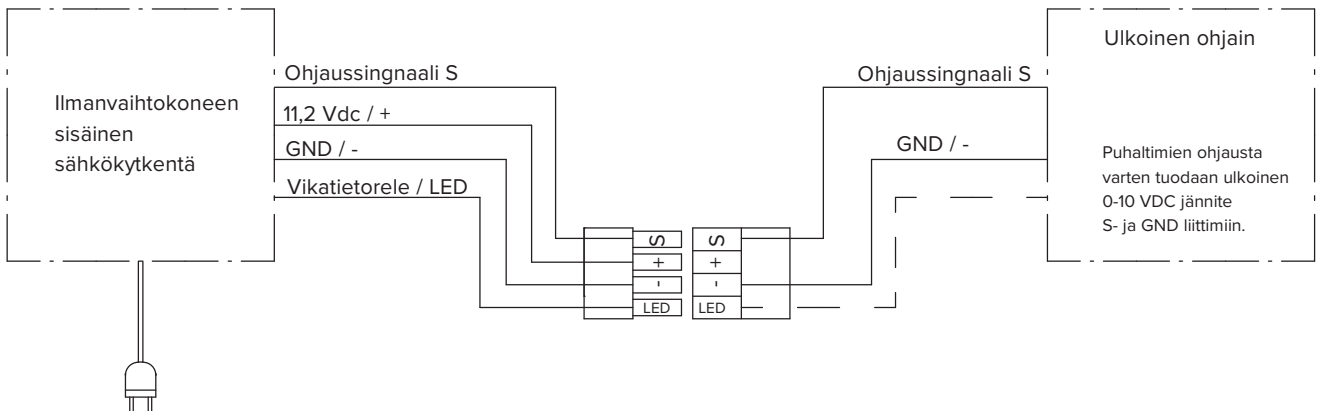 Ilmanvaihtokoneen
sisäinen
sähkökytkentä
Ohjaussingnaali S
11,2 Vdc / +
GND / -
Vikatietorele / LED
S
+
-
LED
S
+
-
LED
Ohjaussingnaali S
GND / -
Ulkoinen ohjain
Puhaltimien ohjausta
varten tuodaan ulkoinen
0-10 VDC jännite
S- ja GND liittimiin.